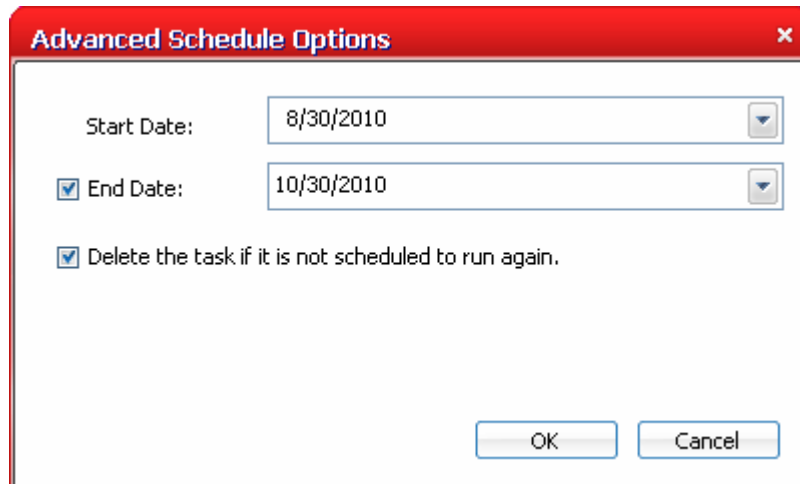 Advanced Schedule Options
Start Date: 8/30/2010
End Date: 10/30/2010
Delete the task if it is not scheduled to run again.
OK Cancel